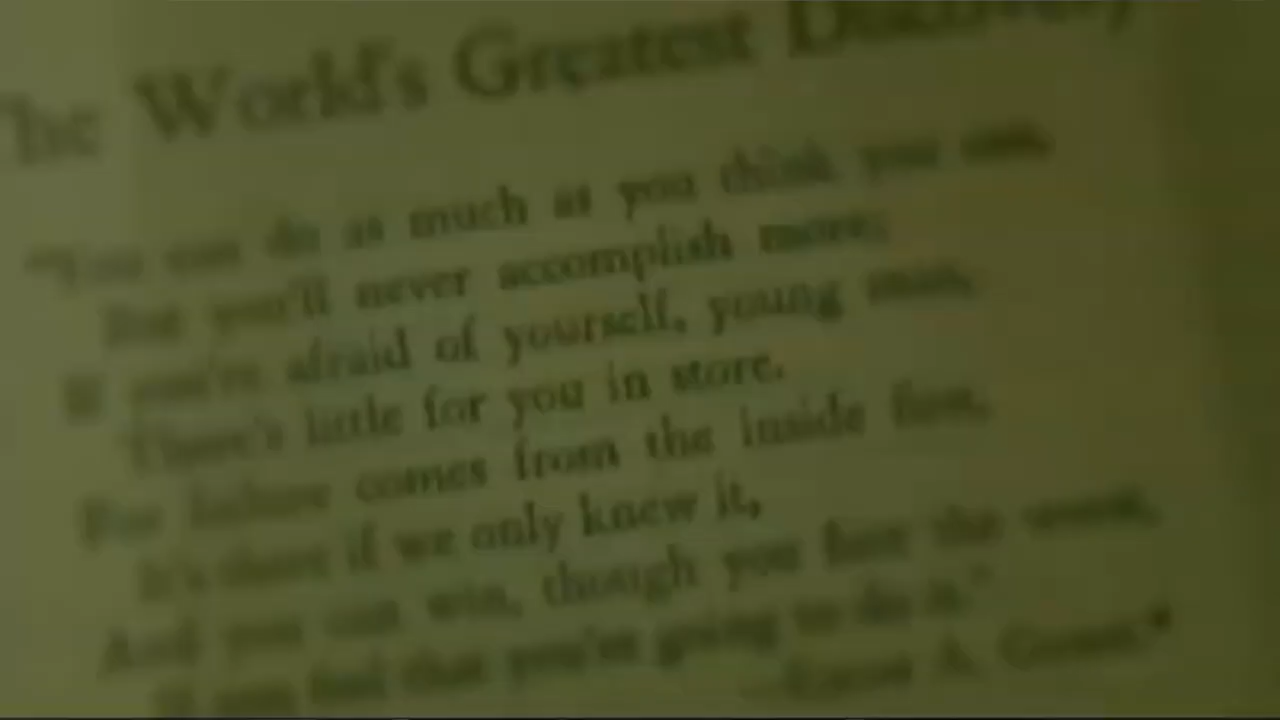 The World's Greatest Discovery
"You can do as much as you think you can,
But you'll never accomplish more;
If you're afraid of yourself, young man,
There's little for you in store.
For failure comes from the inside first,
It's there if we only knew it,
And you can win, though you face the worst,
If you feel that you're going to do it."
A.